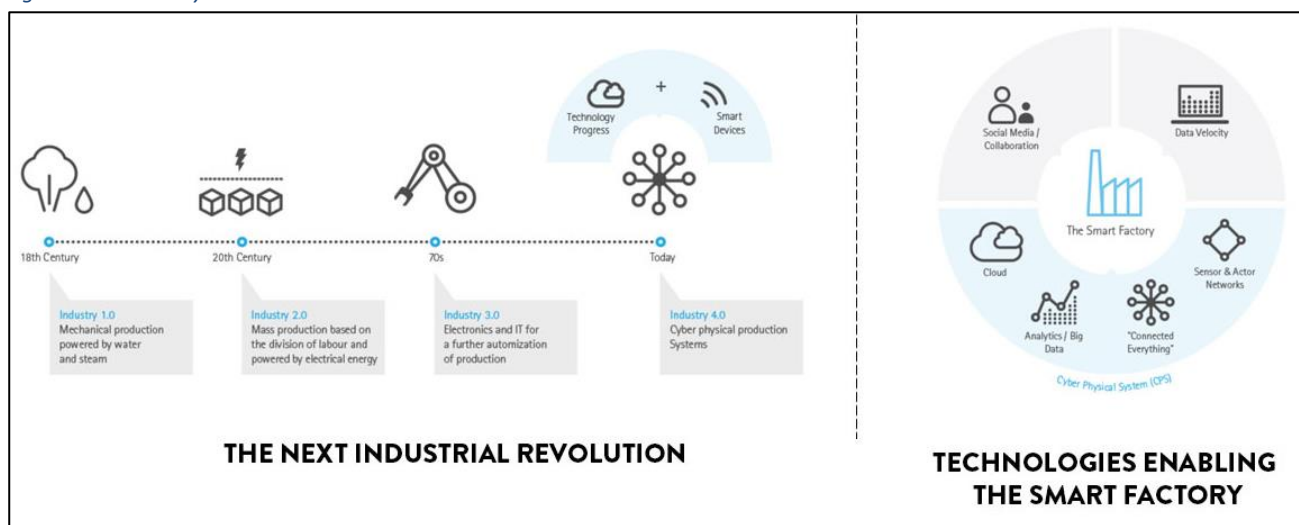 Technology
Progress
+
Smart
Devices
18th Century
20th Century
70s
Today
Industry 1.0
Mechanical production
powered by water
and steam
Industry 2.0
Mass production based on
the division of labour and
powered by electrical energy
Industry 3.0
Electronics and IT for
a further automization
of production
Industry 4.0
Cyber physical production
Systems
THE NEXT INDUSTRIAL REVOLUTION
Social Media /
Collaboration
Data Velocity
The Smart Factory
Cloud
Sensor & Actor
Networks
Analytics / Big
Data
"Connected
Everything"
Cyber Physical System (CPS)
TECHNOLOGIES ENABLING
THE SMART FACTORY